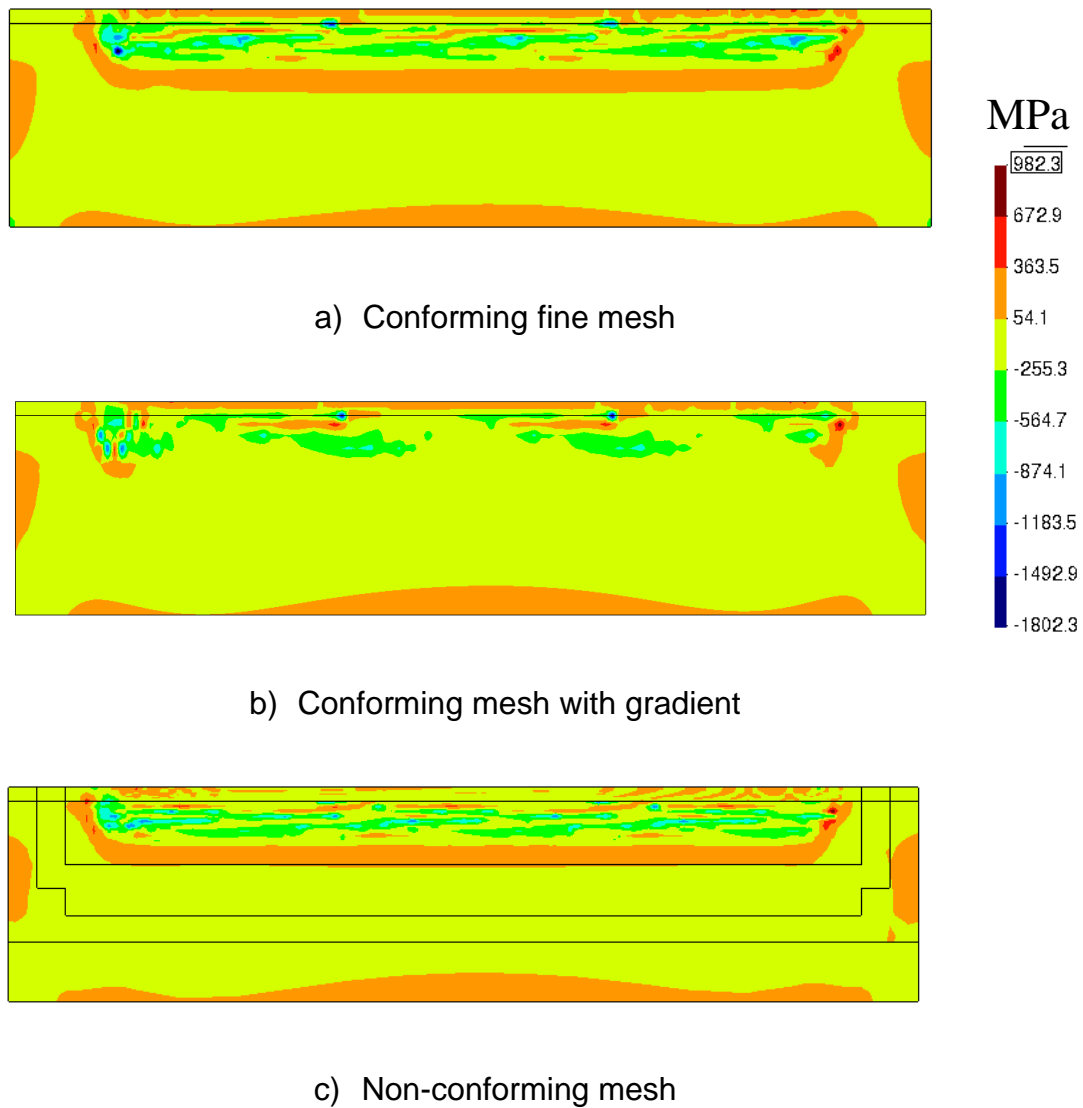 MPa
982.3
672.9
363.5
54.1
-255.3
-564.7
-874.1
-1183.5
-1492.9
-1802.3
a) Conforming fine mesh
b) Conforming mesh with gradient
c) Non-conforming mesh